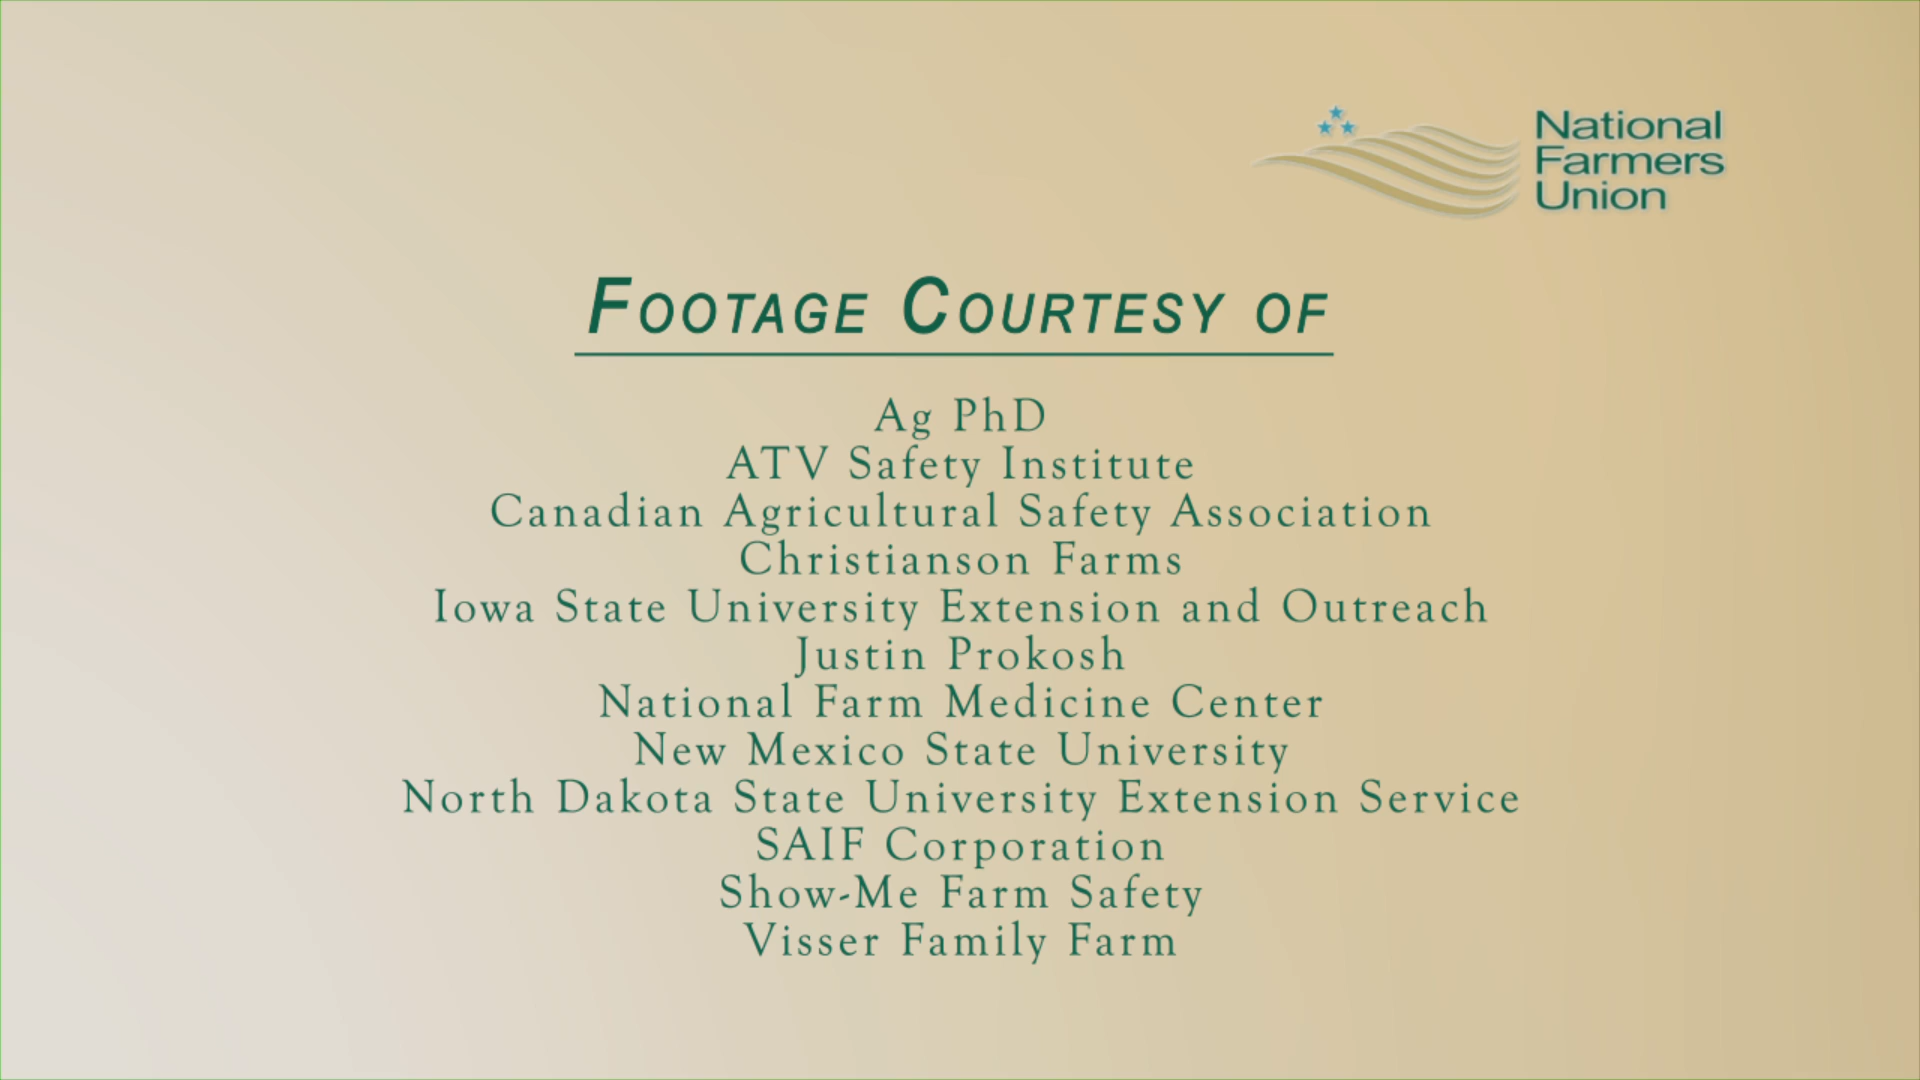 National
Farmers
Union
Footage Courtesy of
Ag PhD
ATV Safety Institute
Canadian Agricultural Safety Association
Christianson Farms
Iowa State University Extension and Outreach
Justin Prokosh
National Farm Medicine Center
New Mexico State University
North Dakota State University Extension Service
SAIF Corporation
Show-Me Farm Safety
Visser Family Farm